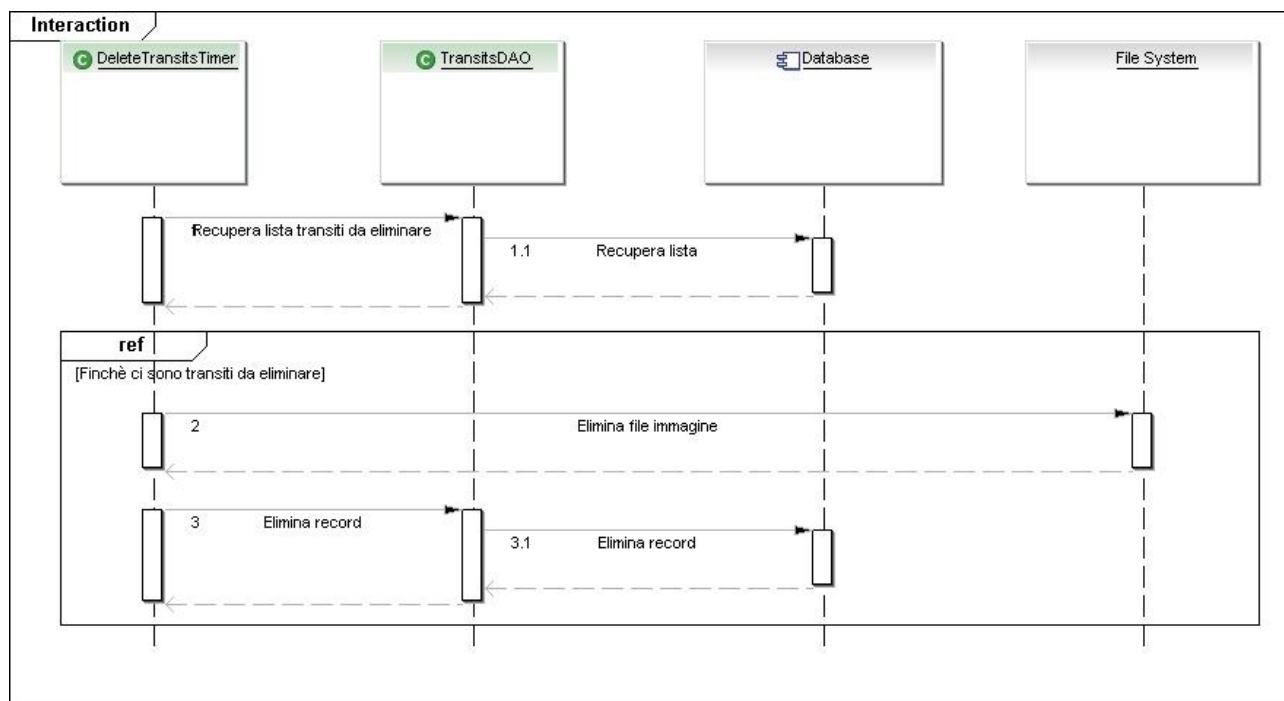 Interaction
DeleteTransitsTimer
TransitsDAO
Database
File System
Recupera lista transiti da eliminare
1.1 Recupera lista
ref
[Finchè ci sono transiti da eliminare]
2 Elimina file immagine
3 Elimina record
3.1 Elimina record